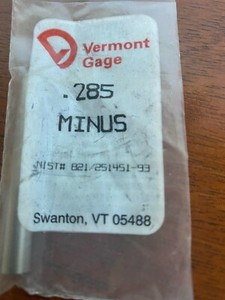 Vermont
Gage
.285
MINUS
NIST# 821/251451-93
Swanton, VT 05488